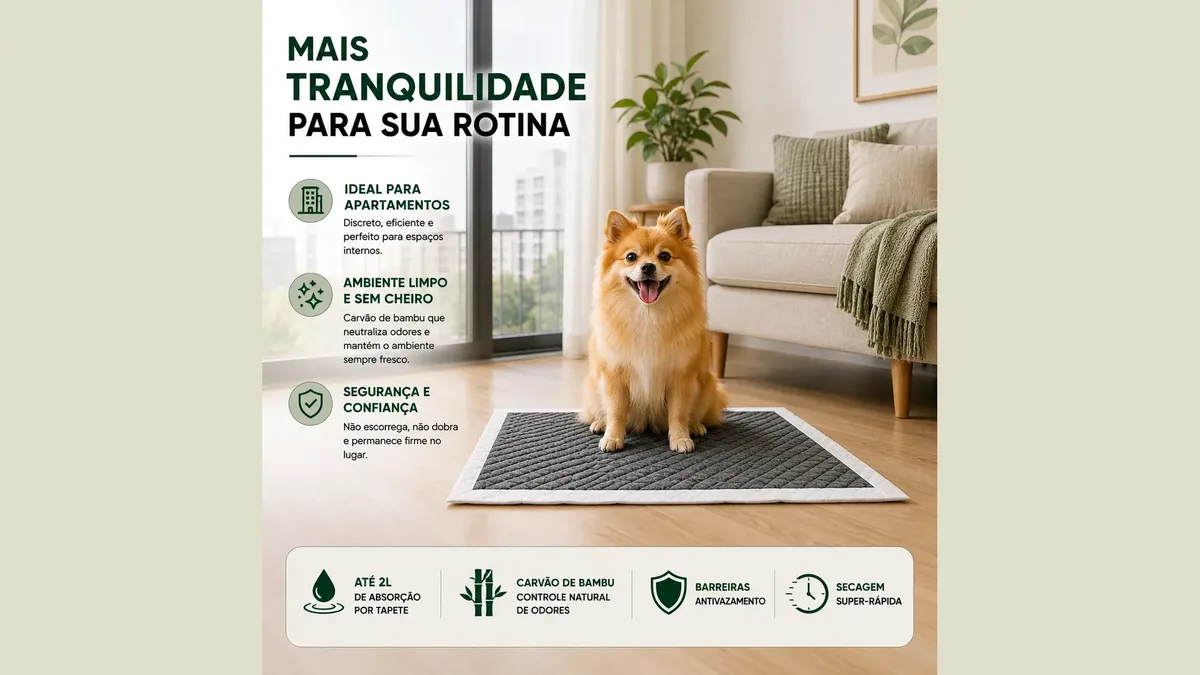 MAIS
TRANQUILIDADE
PARA SUA ROTINA
IDEAL PARA
APARTAMENTOS
Discreto, eficiente e
perfeito para espaços
internos.
AMBIENTE LIMPO
E SEM CHEIRO
Carvão de bambu que
neutraliza odores e
mantém o ambiente
sempre fresco.
SEGURANÇA E
CONFIANÇA
Não escorrega, não dobra
e permanece firme no
lugar.
ATÉ 2L
DE ABSORÇÃO
POR TAPETE
CARVÃO DE BAMBU
CONTROLE NATURAL
DE ODORES
BARREIRAS
ANTIVAZAMENTO
SECAGEM
SUPER-RÁPIDA